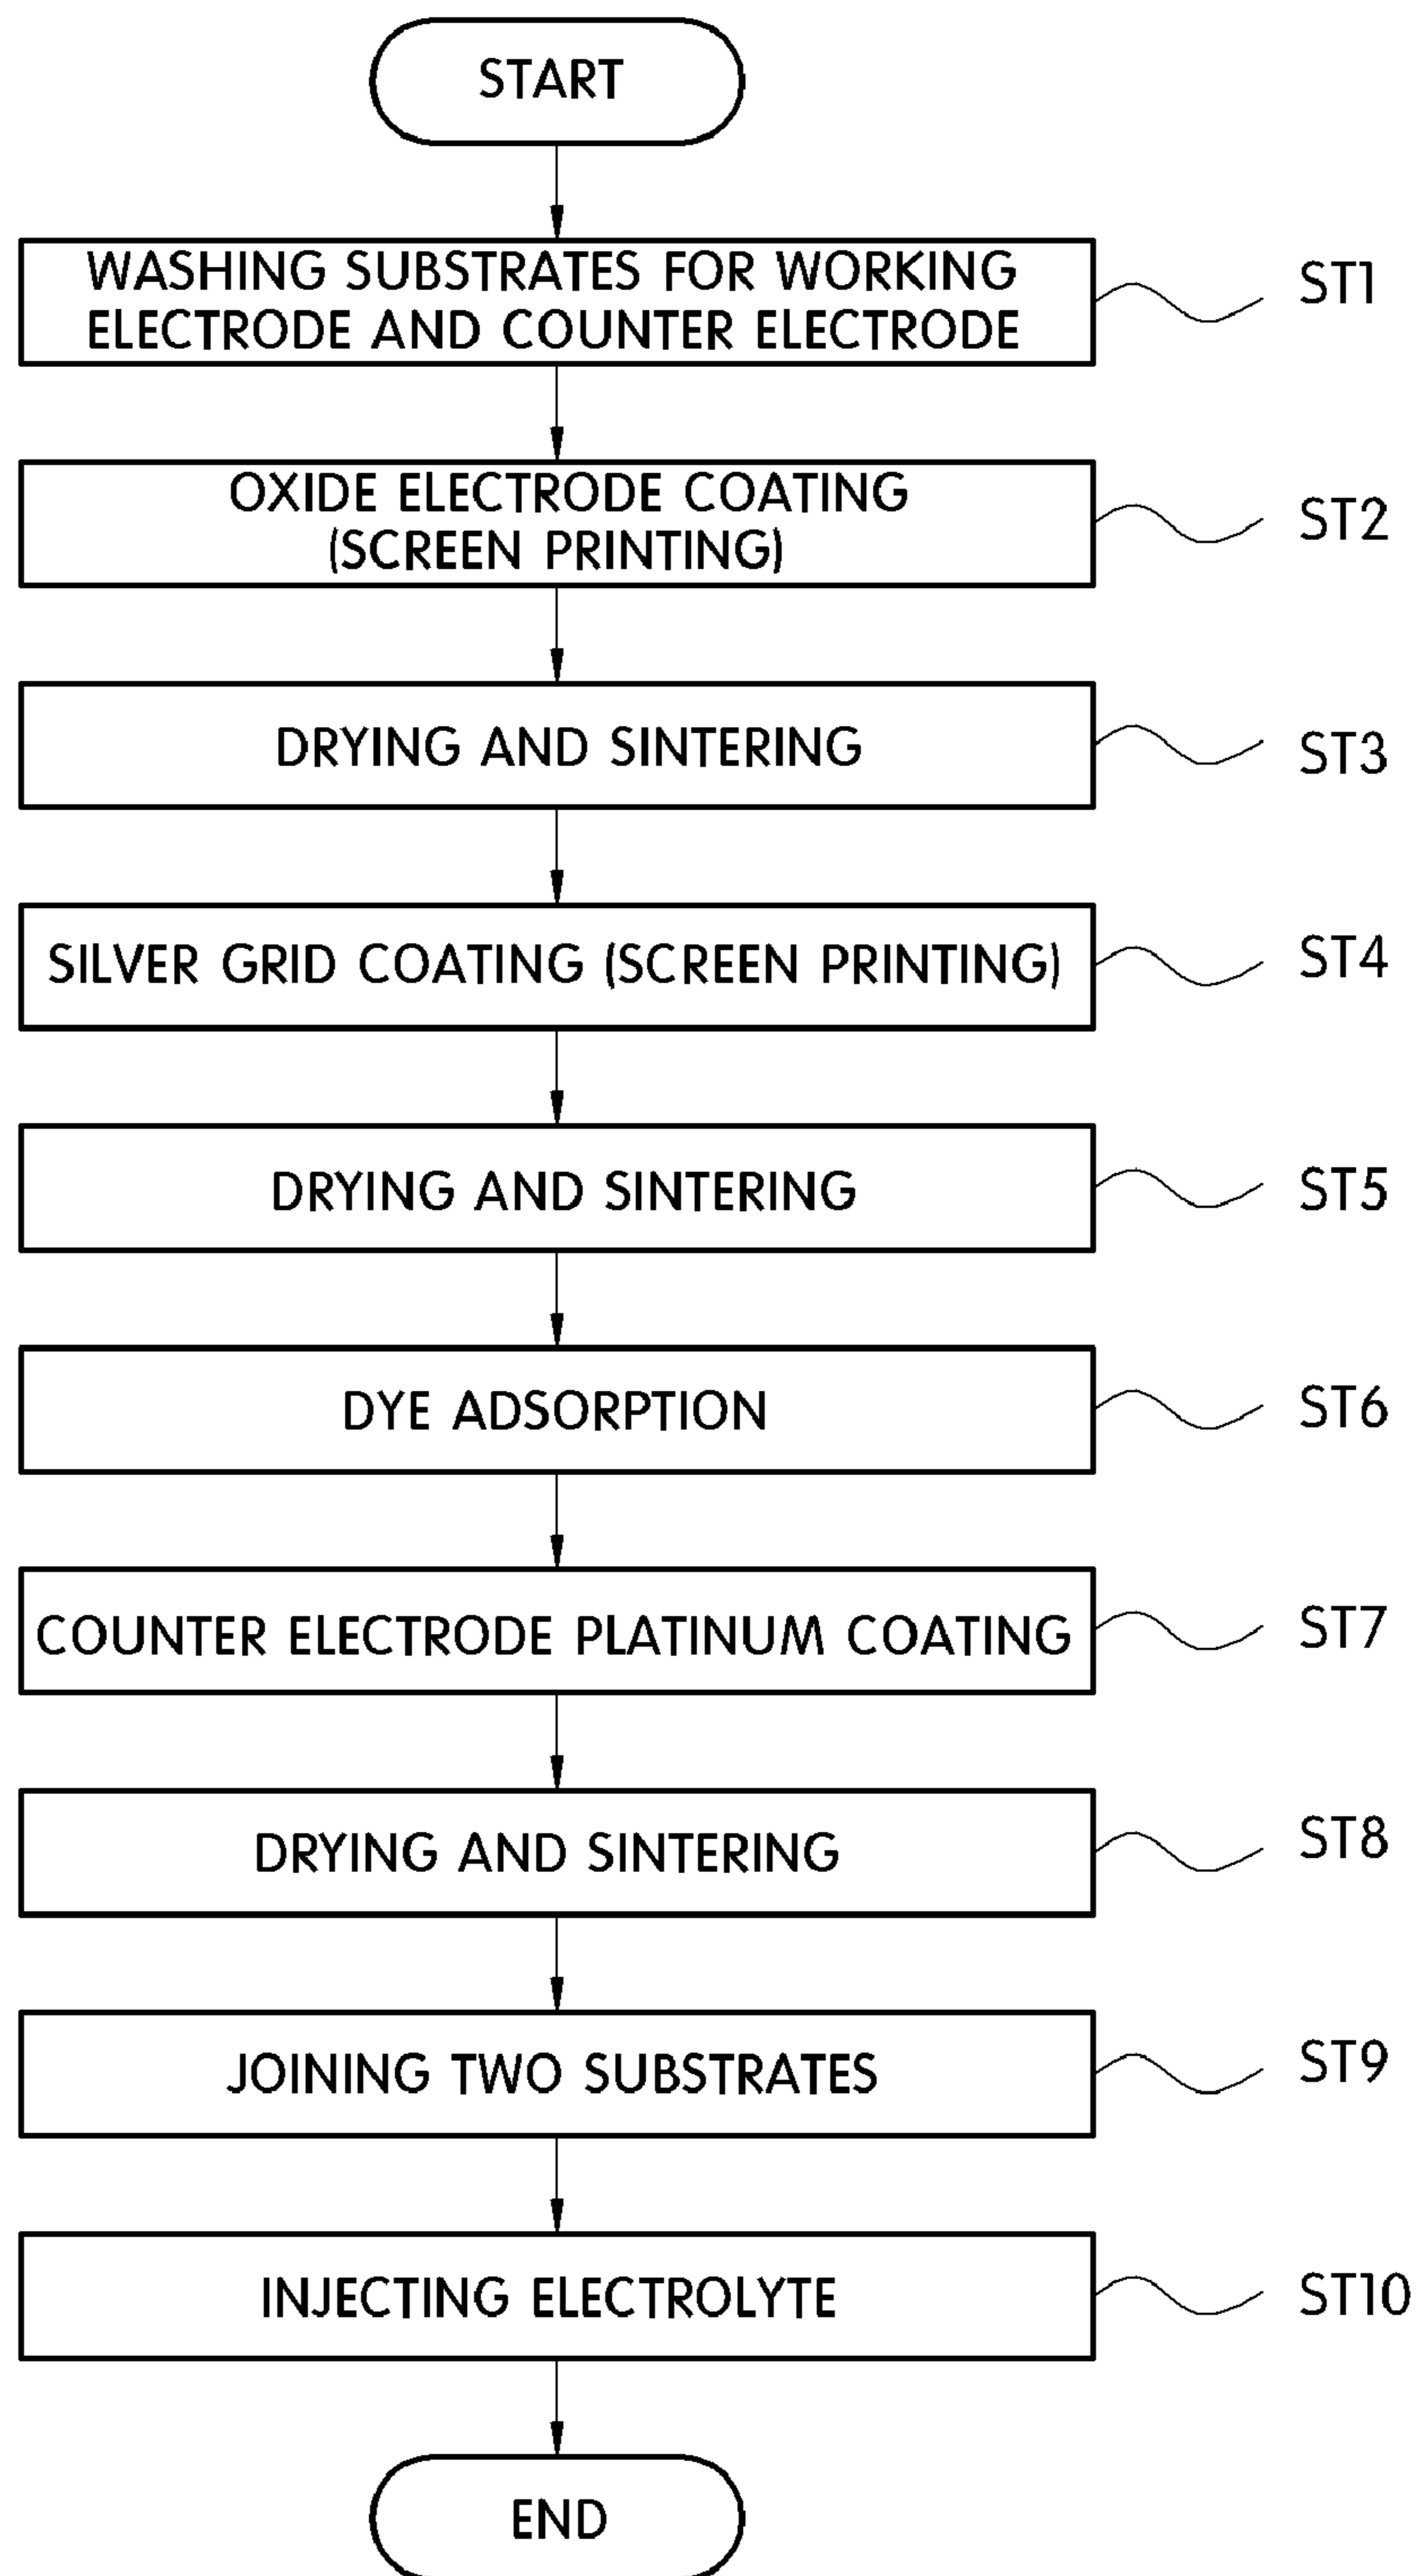 START
WASHING SUBSTRATES FOR WORKING
ELECTRODE AND COUNTER ELECTRODE
ST1
OXIDE ELECTRODE COATING
(SCREEN PRINTING)
ST2
DRYING AND SINTERING
ST3
SILVER GRID COATING (SCREEN PRINTING)
ST4
DRYING AND SINTERING
ST5
DYE ADSORPTION
ST6
COUNTER ELECTRODE PLATINUM COATING
ST7
DRYING AND SINTERING
ST8
JOINING TWO SUBSTRATES
ST9
INJECTING ELECTROLYTE
ST10
END